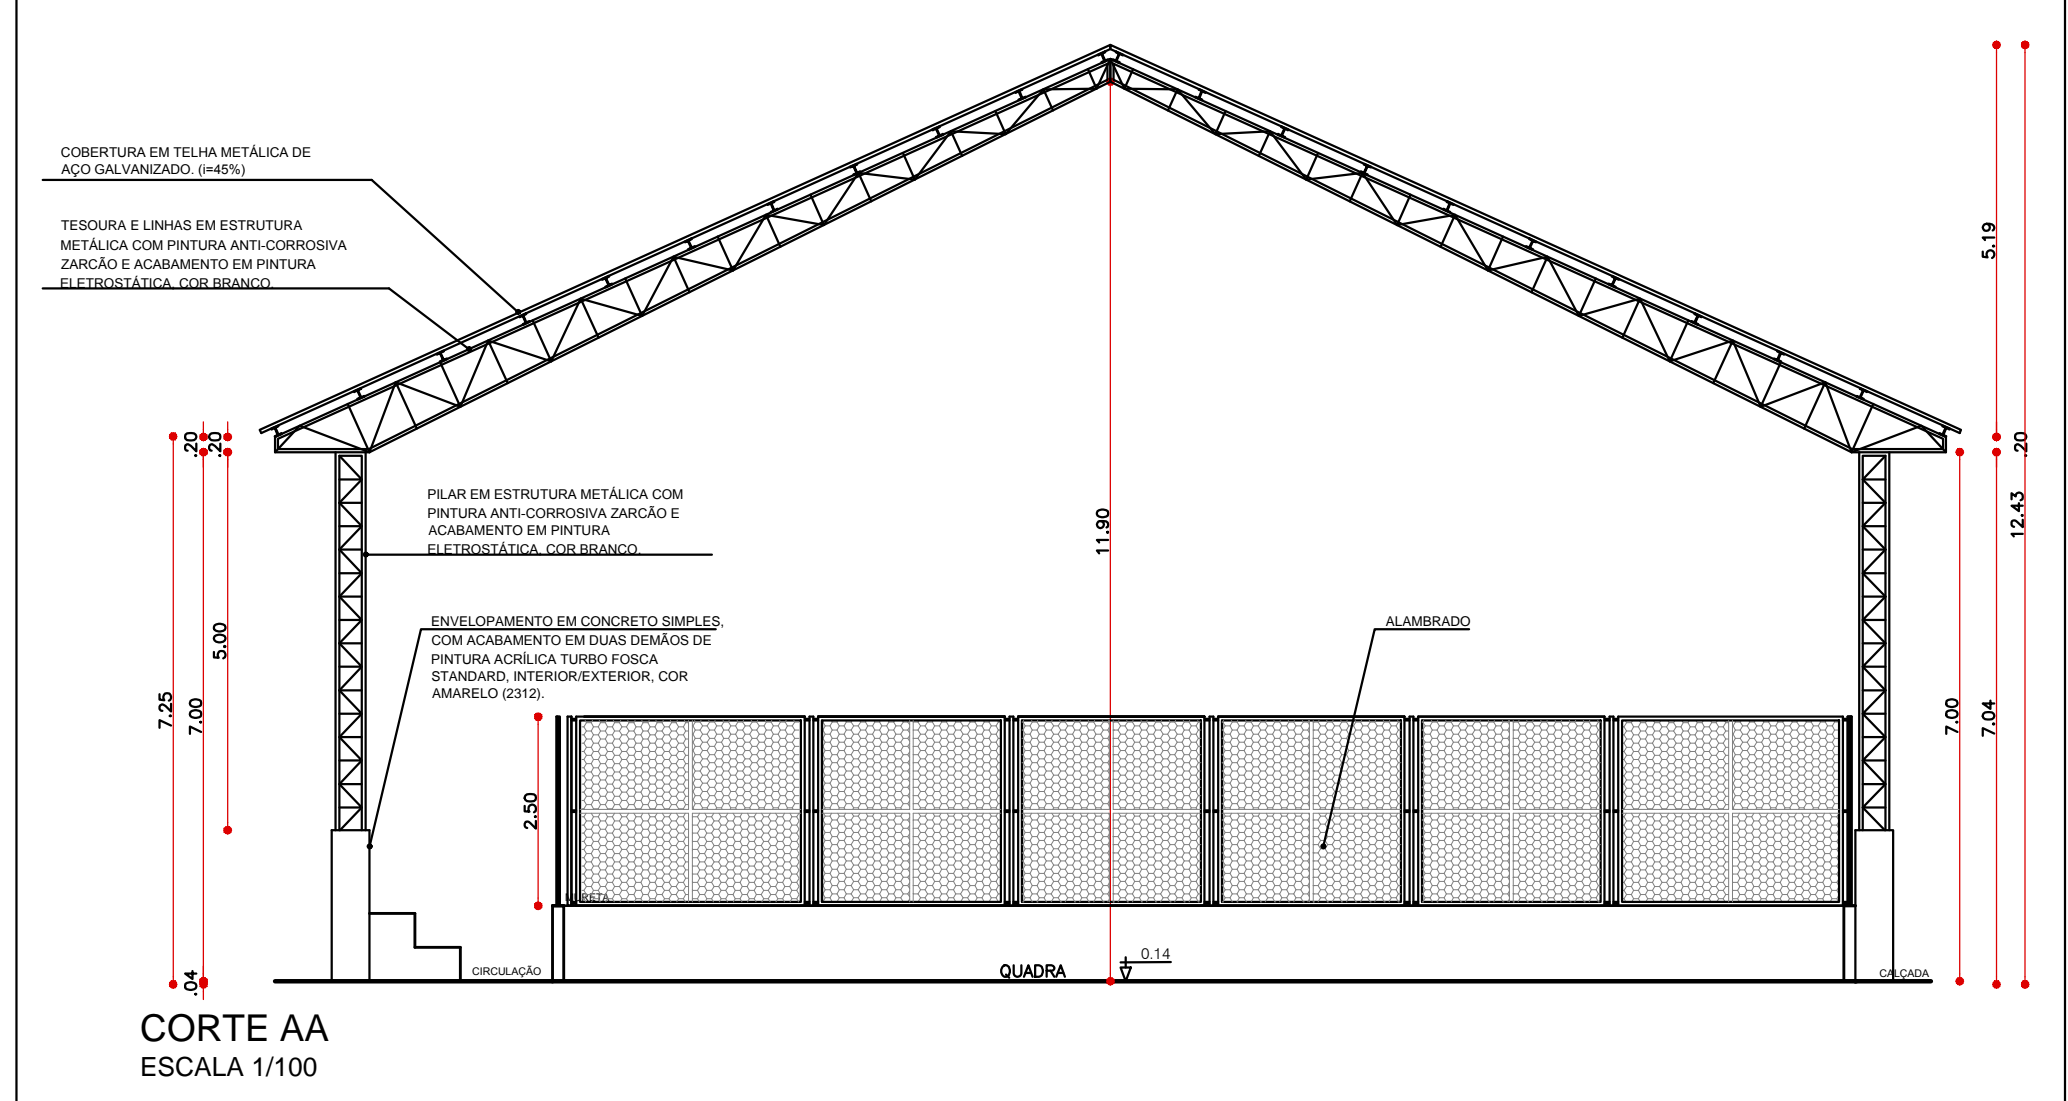 COBERTURA EM TELHA METÁLICA DE
AÇO GALVANIZADO. (i=45%)
TESOURA E LINHAS EM ESTRUTURA
METÁLICA COM PINTURA ANTI-CORROSIVA
ZARCÃO E ACABAMENTO EM PINTURA
ELETROSTÁTICA, COR BRANCO.
5.19
.20
.20
.20
PILAR EM ESTRUTURA METÁLICA COM
PINTURA ANTI-CORROSIVA ZARCÃO E
ACABAMENTO EM PINTURA
ELETROSTÁTICA, COR BRANCO.
11.90
12.43
ENVELOPAMENTO EM CONCRETO SIMPLES,
COM ACABAMENTO EM DUAS DEMÃOS DE
PINTURA ACRÍLICA TURBO FOSCA
STANDARD, INTERIOR/EXTERIOR, COR
AMARELO (2312).
ALAMBRADO
5.00
7.25
7.00
7.00
7.04
2.50
MURETA
0.14
CIRCULAÇÃO
QUADRA
CALÇADA
.04
CORTE AA
ESCALA 1/100